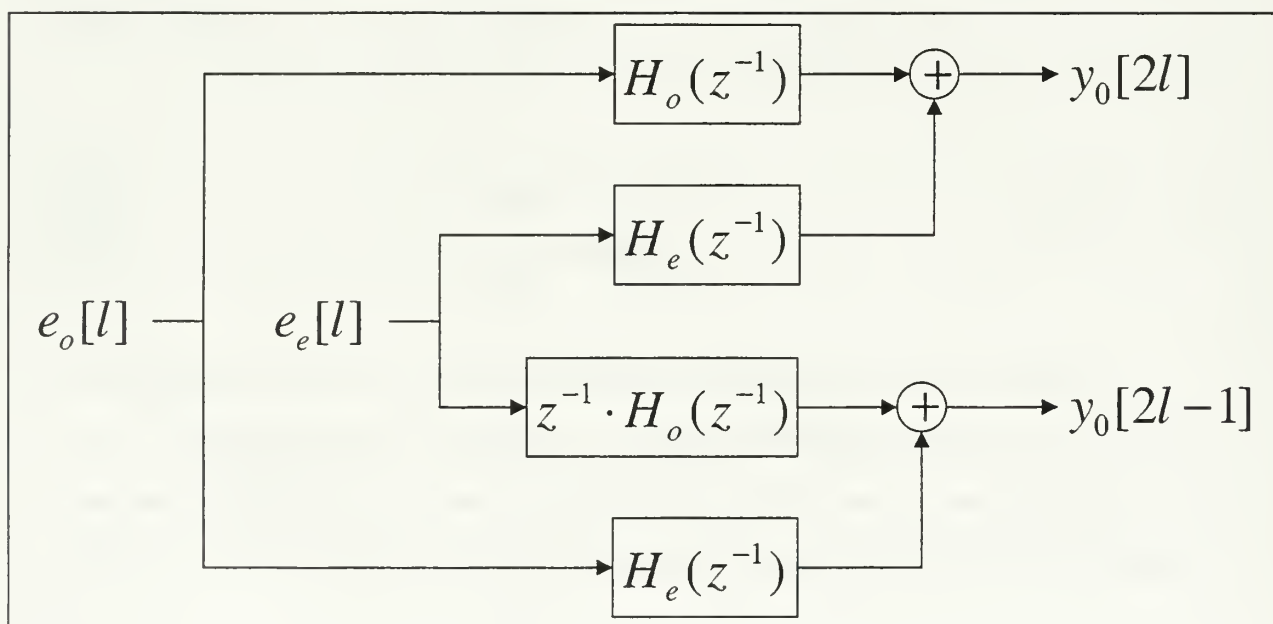 H_o(z^{-1})
+
y_0[2l]
H_e(z^{-1})
e_o[l]
e_e[l]
z^{-1} · H_o(z^{-1})
+
y_0[2l-1]
H_e(z^{-1})